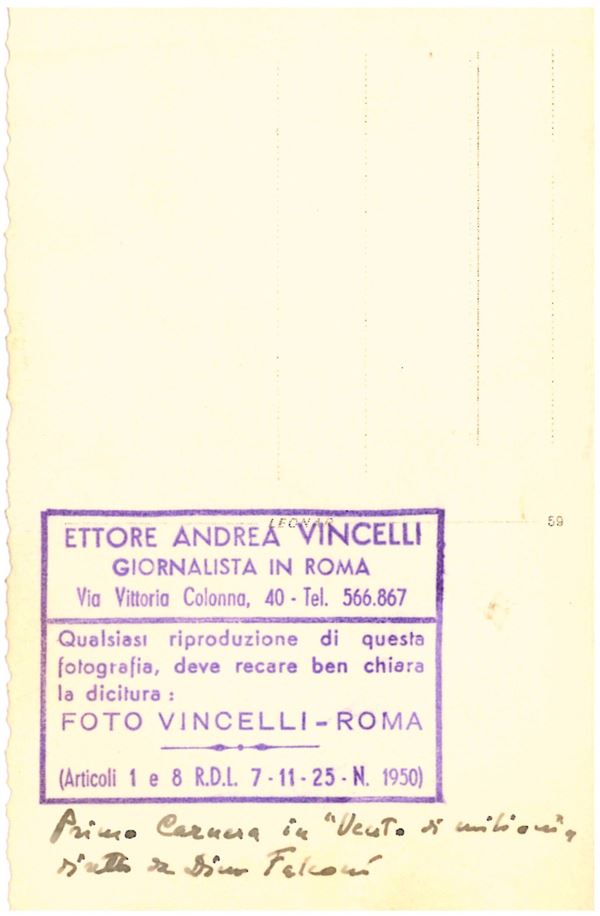 LEONAR
59
ETTORE ANDREA VINCELLI
GIORNALISTA IN ROMA
Via Vittoria Colonna, 40 - Tel. 566.867
Qualsiasi riproduzione di questa
fotografia, deve recare ben chiara
la dicitura :
FOTO VINCELLI - ROMA
(Articoli 1 e 8 R.D.L. 7 - 11 - 25 - N. 1950)
Primo Carnera in "Vento di milioni"
diretto da Dino Falconi